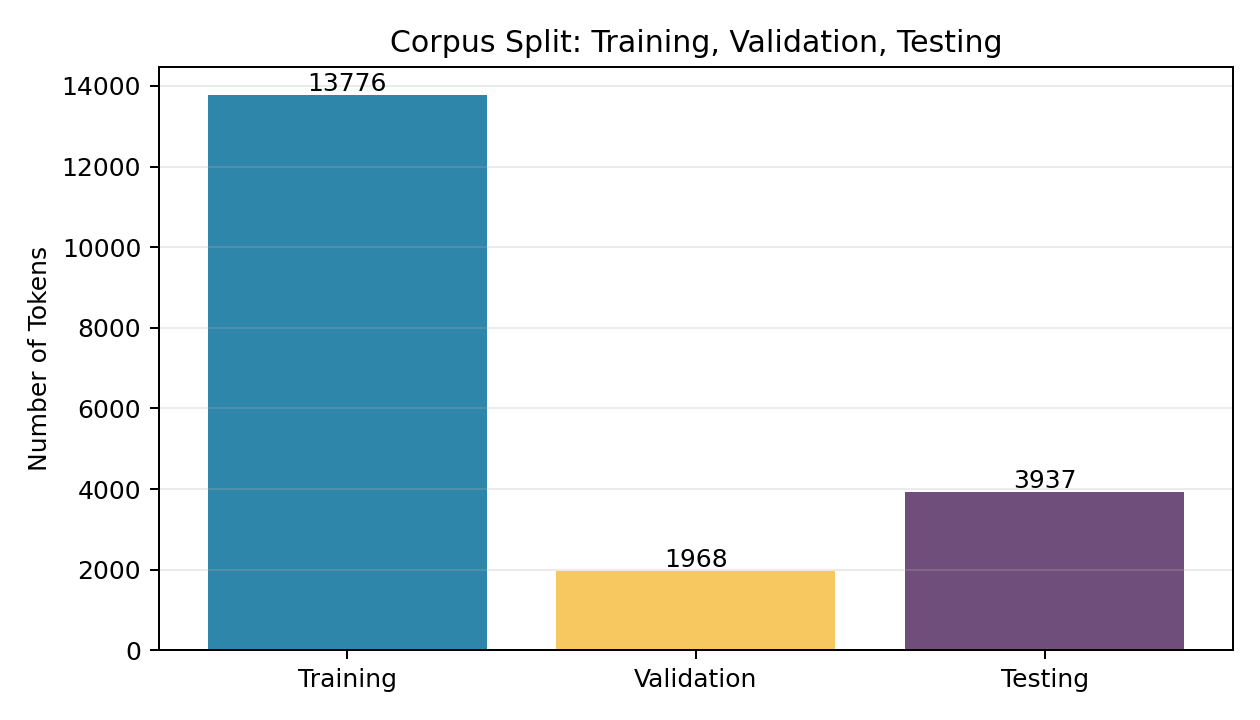 Corpus Split: Training, Validation, Testing
Number of Tokens
14000
12000
10000
8000
6000
4000
2000
0
13776
1968
3937
Training
Validation
Testing